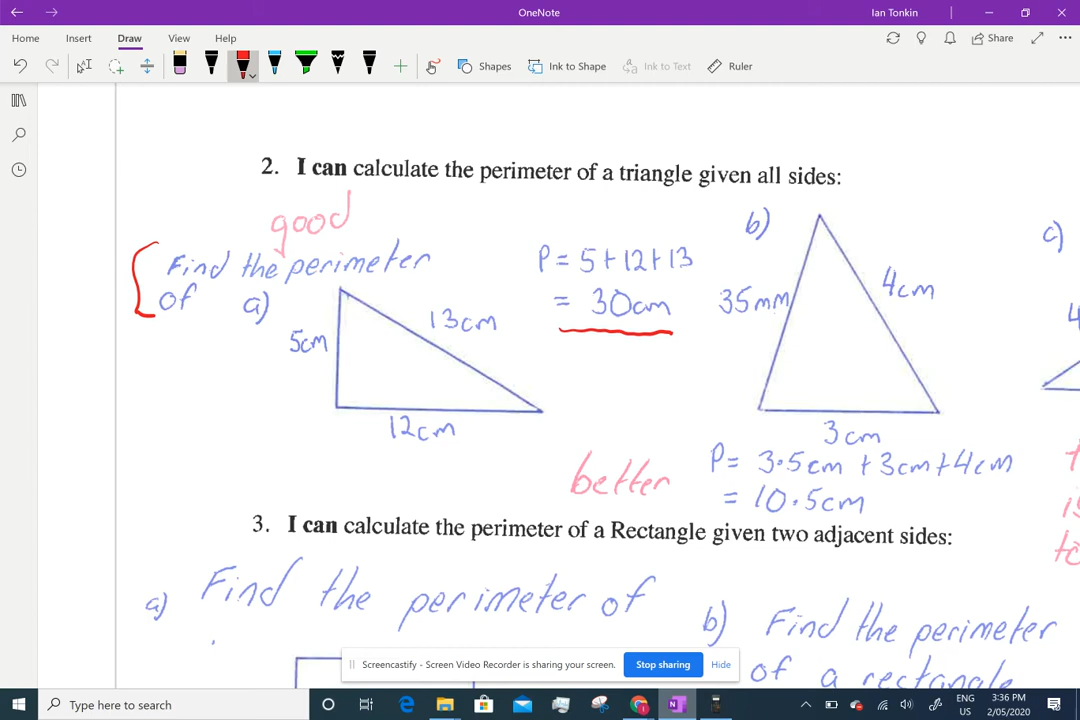 OneNote
Ian Tonkin
Home Insert Draw View Help
Share
Shapes
Ink to Shape
Ink to Text
Ruler
2. I can calculate the perimeter of a triangle given all sides:
good
Find the perimeter
of a)
5cm
13cm
12cm
P= 5+12+13
= 30cm
b)
35mm
4cm
3cm
P= 3.5cm +3cm+4cm
= 10.5cm
better
c)
4
3. I can calculate the perimeter of a Rectangle given two adjacent sides:
a) Find the perimeter of
b) Find the perimeter
of a rectangle
Screencastify - Screen Video Recorder is sharing your screen.
Stop sharing
Hide
Type here to search
ENG
US
3:36 PM
2/05/2020